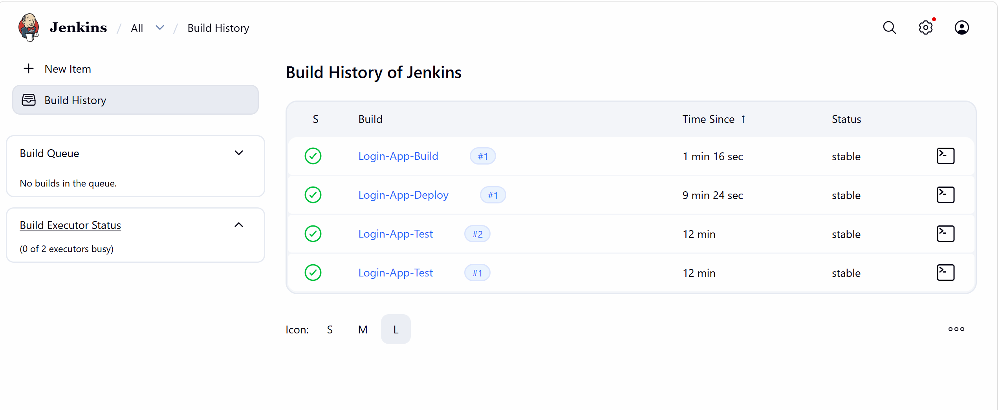 Jenkins / All / Build History
New Item
Build History
Build Queue
No builds in the queue.
Build Executor Status
(0 of 2 executors busy)
Build History of Jenkins
S Build Time Since ↑ Status
Login-App-Build #1 1 min 16 sec stable
Login-App-Deploy #1 9 min 24 sec stable
Login-App-Test #2 12 min stable
Login-App-Test #1 12 min stable
Icon: S M L